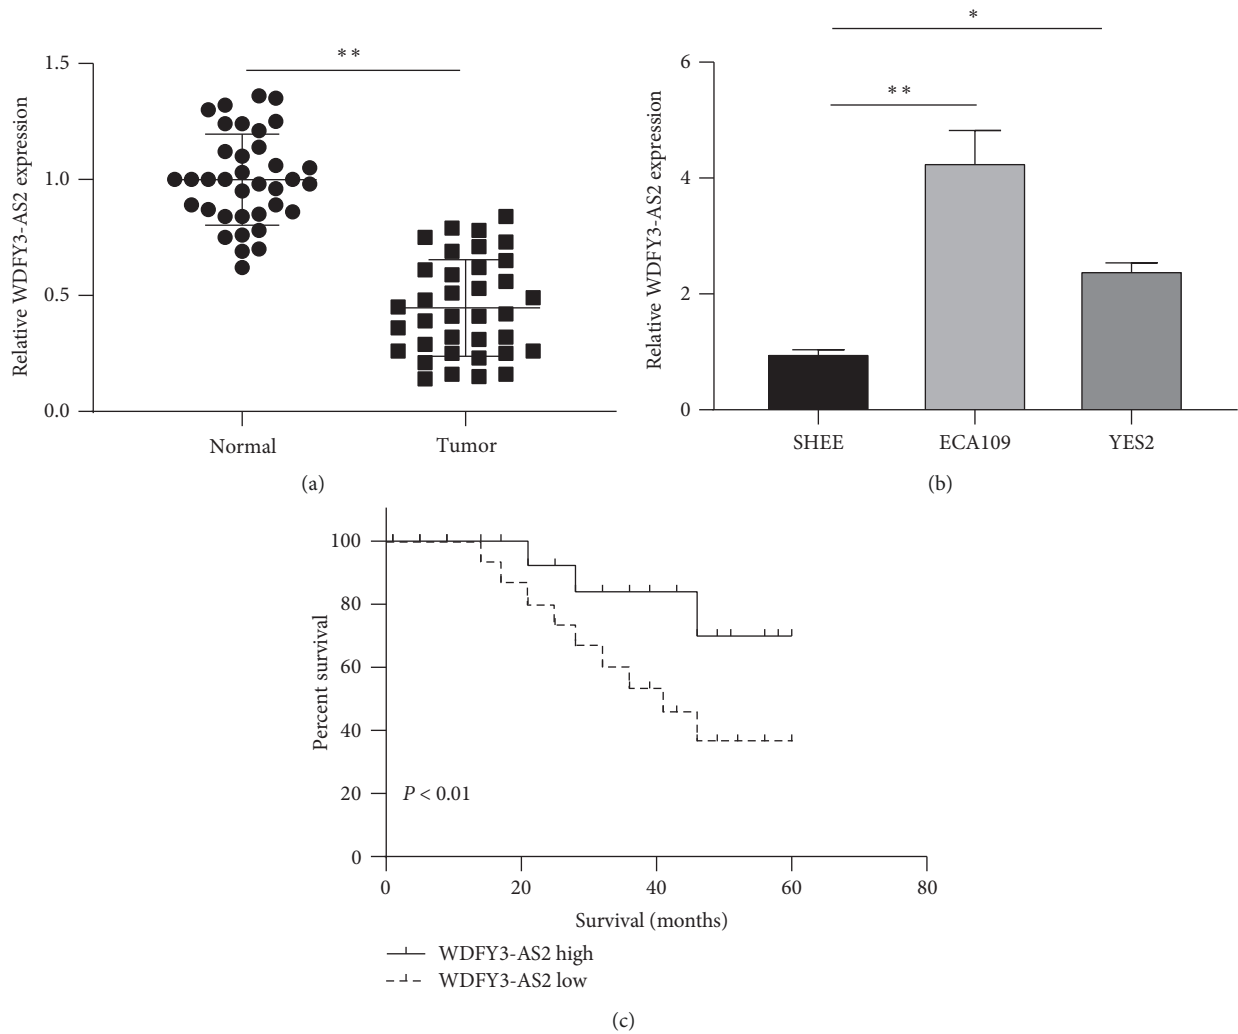 Relative WDFY3-AS2 expression
1.5
1.0
0.5
0.0
**
Normal
Tumor
(a)
Relative WDFY3-AS2 expression
6
4
2
0
*
**
SHEE
ECA109
YES2
(b)
Percent survival
100
80
60
40
20
0
P < 0.01
0
20
40
60
80
Survival (months)
WDFY3-AS2 high
WDFY3-AS2 low
(c)